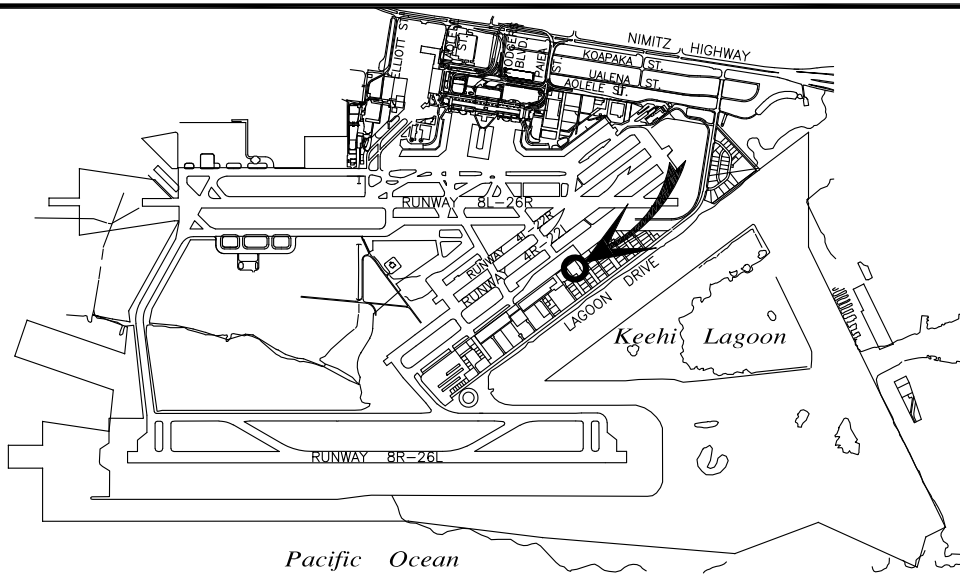 NIMITZ HIGHWAY
ELLIOTT S
ST.
BLVD.
PAIEA
ST
KOAPAKA ST.
UALENA ST.
AOLELE ST.
RUNWAY 8L-26R
RUNWAY 4L 22R
RUNWAY 4R 22L
LAGOON DRIVE
Keehi Lagoon
RUNWAY 8R-26L
Pacific Ocean